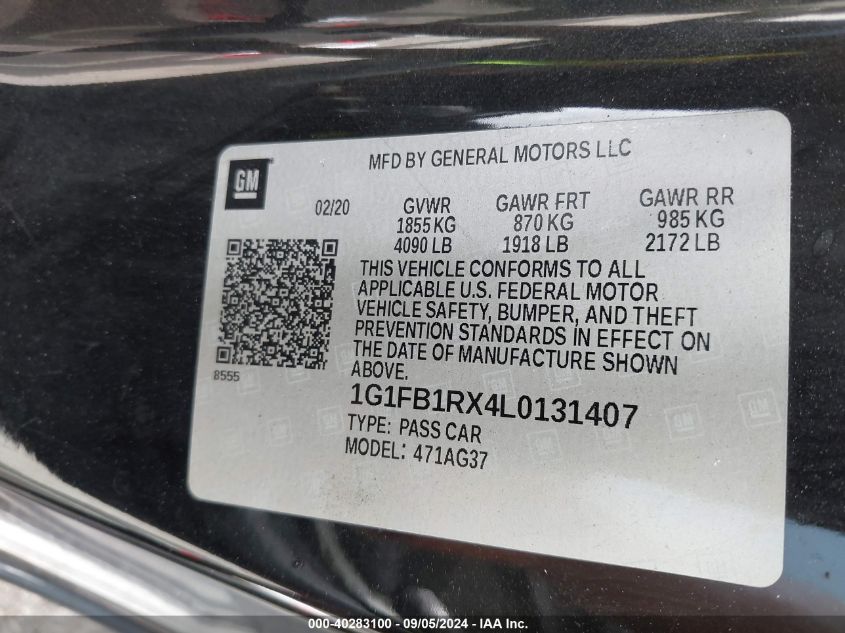 MFD BY GENERAL MOTORS LLC
GM
02/20
GVWR GAWR FRT GAWR RR
1855 KG 870 KG 985 KG
4090 LB 1918 LB 2172 LB
THIS VEHICLE CONFORMS TO ALL
APPLICABLE U.S. FEDERAL MOTOR
VEHICLE SAFETY, BUMPER, AND THEFT
PREVENTION STANDARDS IN EFFECT ON
THE DATE OF MANUFACTURE SHOWN
ABOVE.
8555
1G1FB1RX4L0131407
TYPE: PASS CAR
MODEL: 471AG37
000-40283100 - 09/05/2024 - IAA Inc.